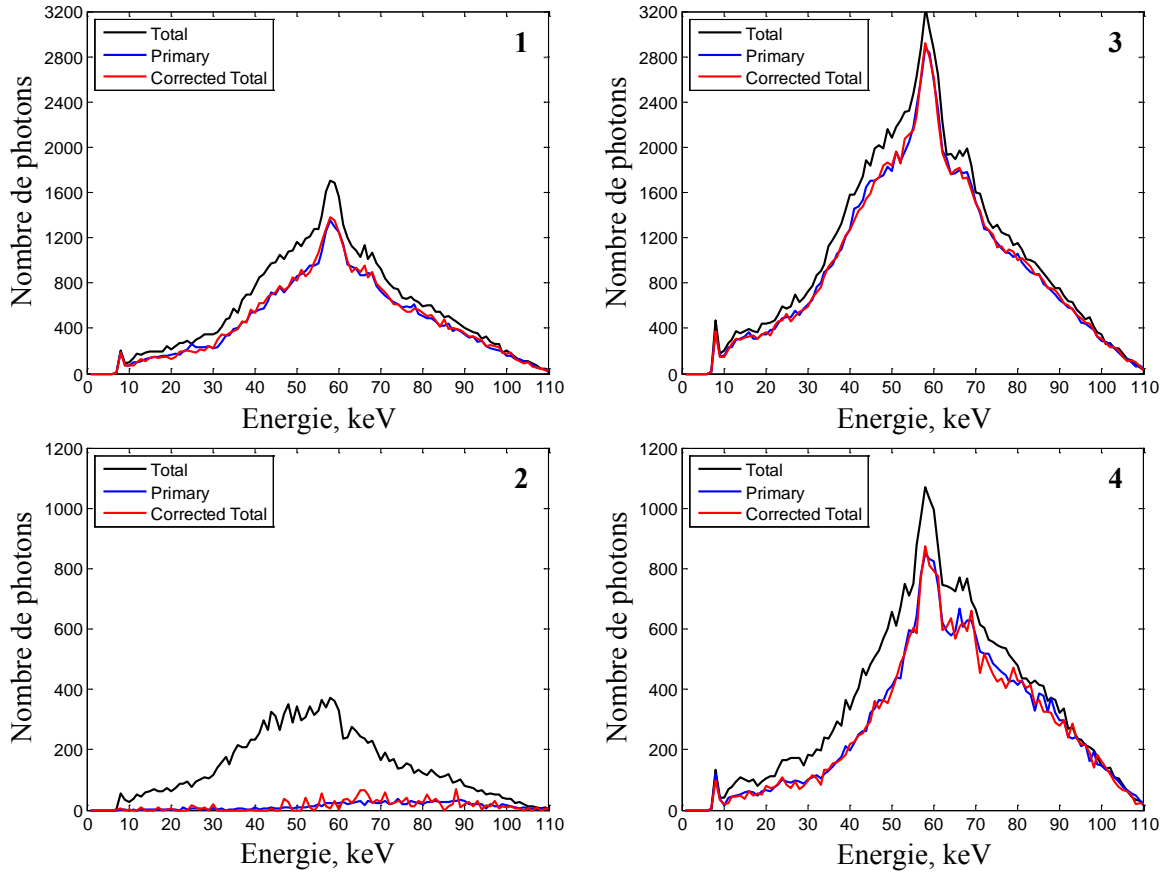 3200
2800
2400
2000
1600
1200
800
400
0
Total
Primary
Corrected Total
1
0 10 20 30 40 50 60 70 80 90 100 110
Energie, keV
Nombre de photons
3200
2800
2400
2000
1600
1200
800
400
0
Total
Primary
Corrected Total
3
0 10 20 30 40 50 60 70 80 90 100 110
Energie, keV
Nombre de photons
1200
1000
800
600
400
200
0
Total
Primary
Corrected Total
2
0 10 20 30 40 50 60 70 80 90 100 110
Energie, keV
Nombre de photons
1200
1000
800
600
400
200
0
Total
Primary
Corrected Total
4
0 10 20 30 40 50 60 70 80 90 100 110
Energie, keV
Nombre de photons